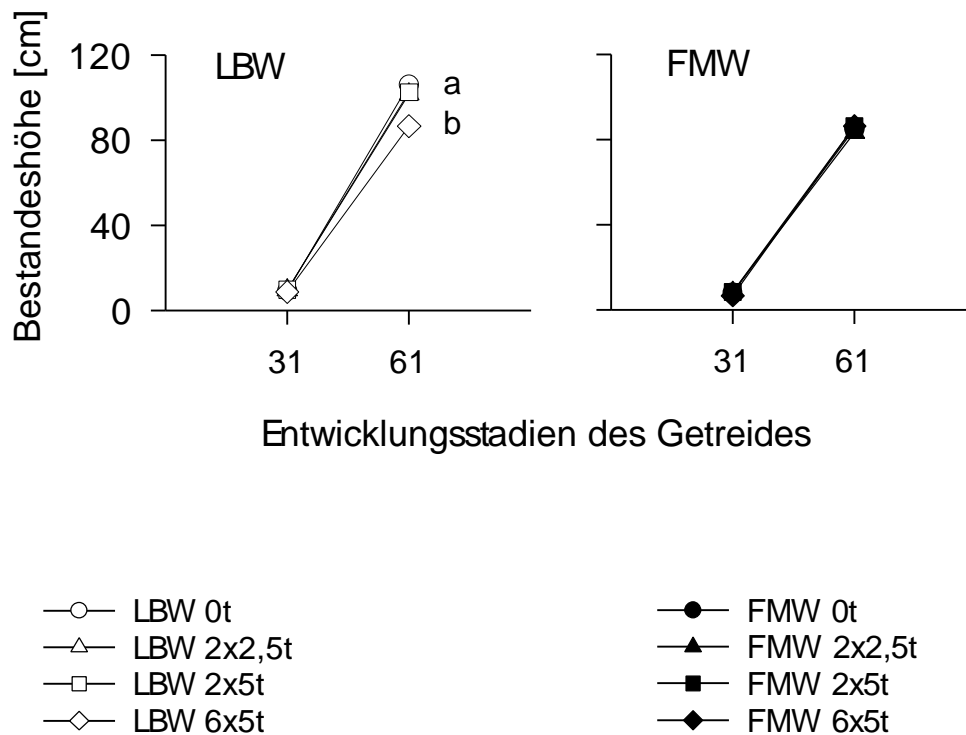 Bestandeshöhe [cm]
120
80
40
0
LBW
a
b
31
61
FMW
31
61
Entwicklungsstadien des Getreides
LBW 0t
LBW 2x2,5t
LBW 2x5t
LBW 6x5t
FMW 0t
FMW 2x2,5t
FMW 2x5t
FMW 6x5t